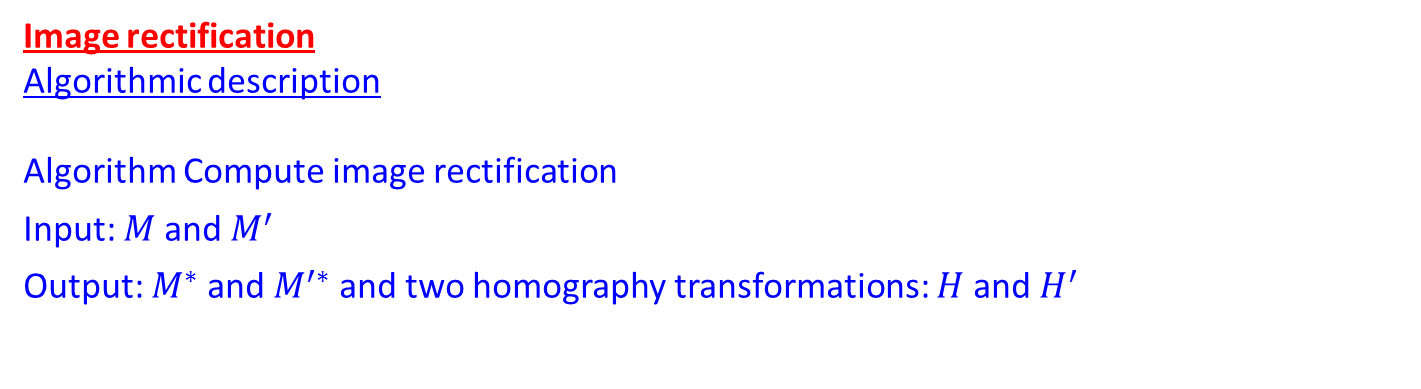 Image rectification
Algorithmic description
Algorithm Compute image rectification
Input: M and M′
Output: M* and M′* and two homography transformations: H and H′